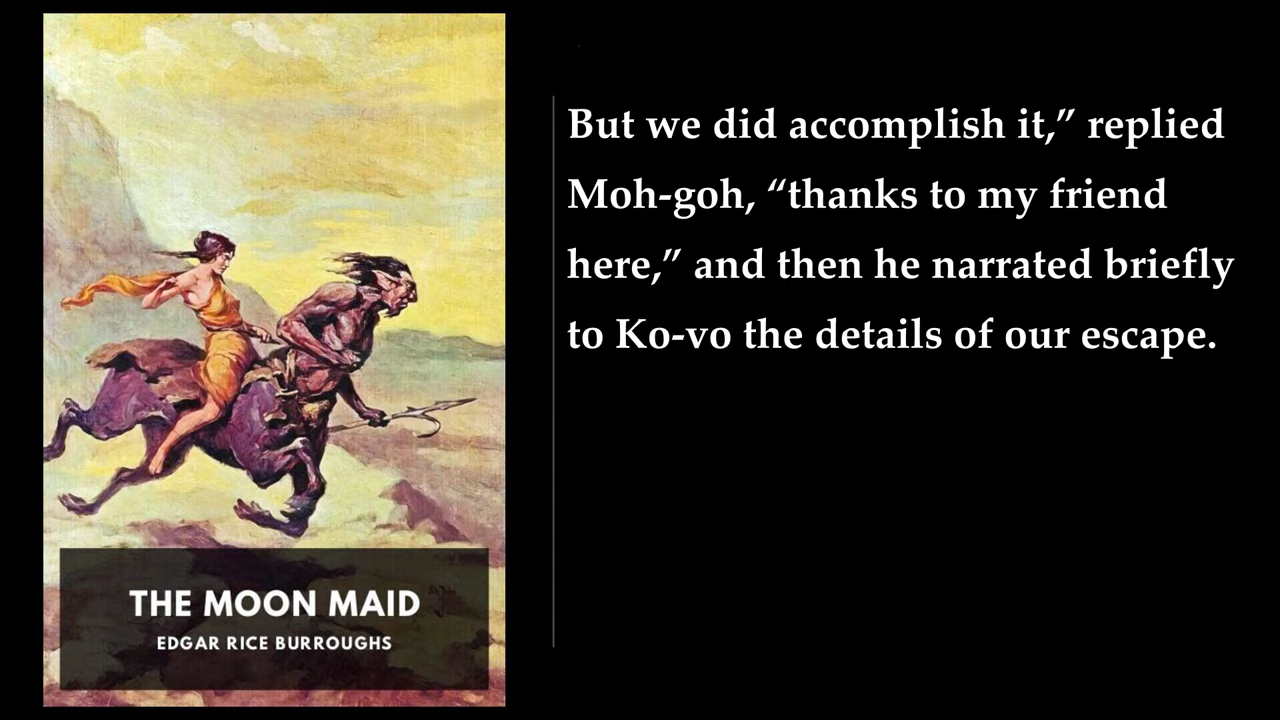 But we did accomplish it,” replied
Moh-goh, “thanks to my friend
here,” and then he narrated briefly
to Ko-vo the details of our escape.
THE MOON MAID
EDGAR RICE BURROUGHS